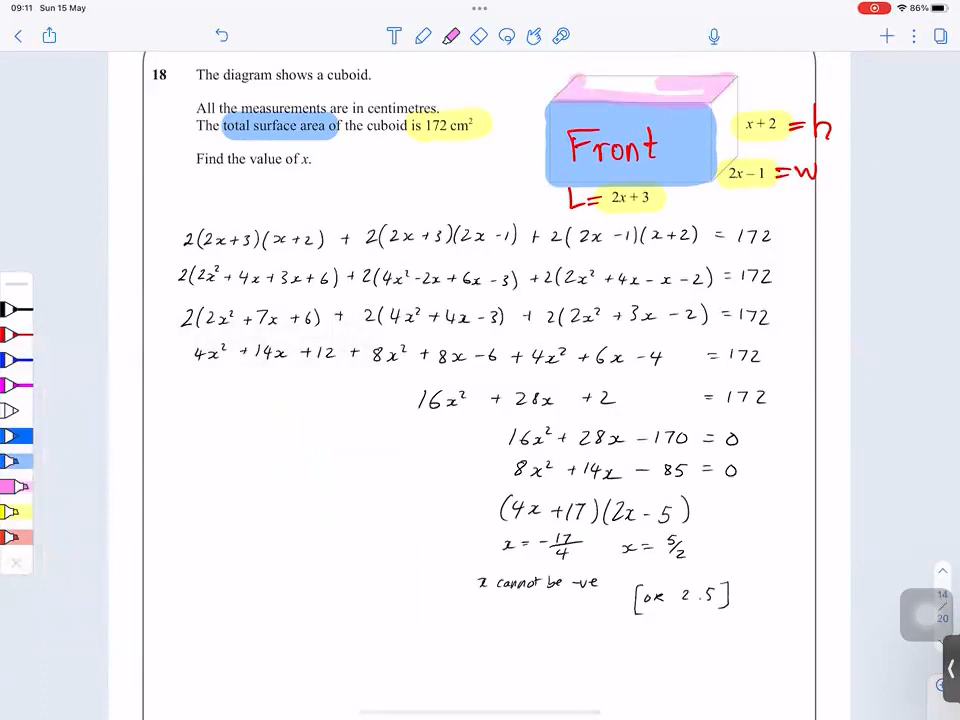 09:11 Sun 15 May
86%
18 The diagram shows a cuboid.
All the measurements are in centimetres.
The total surface area of the cuboid is 172 cm²
Find the value of x.
Front
x + 2 = h
2x – 1 = w
L = 2x + 3
2(2x+3)(x+2) + 2(2x+3)(2x-1) + 2(2x-1)(x+2) = 172
2(2x²+4x+3x+6)+2(4x²-2x+6x-3)+2(2x²+4x-x-2)=172
2(2x²+7x+6) + 2(4x²+4x-3) + 2(2x²+3x-2)=172
4x²+14x+12+8x²+8x-6+4x²+6x-4 =172
16x² + 28x + 2 = 172
16x²+28x-170=0
8x²+14x-85=0
(4x+17)(2x-5)
x=-17/4 x=5/2
x cannot be -ve
[OR 2.5]
14
/
20